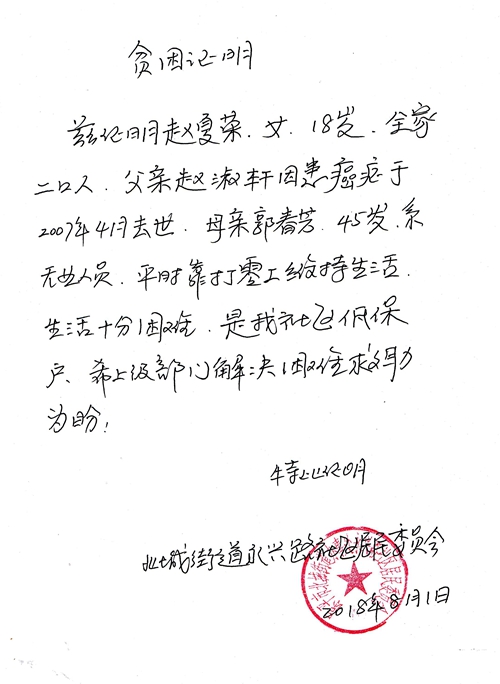 贫困证明
兹证明赵夏荣、女、18岁、全家
二口人、父亲赵淑轩因患癌症于
2007年4月去世、母亲郭春芳、45岁、系
无业人员、平时靠打零工维持生活、
生活十分困难、是我社区低保
户、希上级部门解决困难救助
为盼！
特此证明
北城街道永兴路社区居民委员会
2018年8月1日